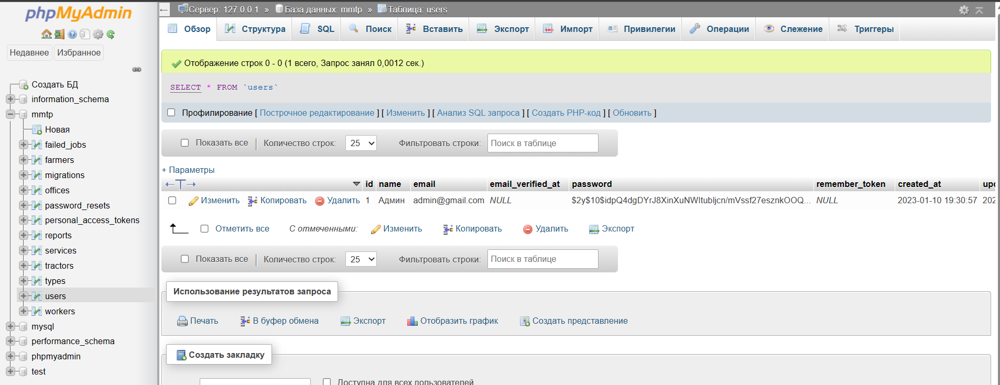 phpMyAdmin
Недавнее Избранное
Создать БД
information_schema
mmtp
Новая
failed_jobs
farmers
migrations
offices
password_resets
personal_access_tokens
reports
services
tractors
types
users
workers
mysql
performance_schema
phpmyadmin
test
Сервер: 127.0.0.1 » База данных: mmtp » Таблица: users
Обзор Структура SQL Поиск Вставить Экспорт Импорт Привилегии Операции Слежение Триггеры
Отображение строк 0 - 0 (1 всего, Запрос занял 0,0012 сек.)
SELECT * FROM `users`
Профилирование [ Построчное редактирование ] [ Изменить ] [ Анализ SQL запроса ] [ Создать PHP-код ] [ Обновить ]
Показать все | Количество строк: 25 Фильтровать строки: Поиск в таблице
+ Параметры
←T→ id name email email_verified_at password remember_token created_at upd
Изменить Копировать Удалить 1 Админ admin@gmail.com NULL $2y$10$idpQ4dgDYrJ8XinXuNWltubljcn/mVssf27esznkOOQ... NULL 2023-01-10 19:30:57 202
Отметить все С отмеченными: Изменить Копировать Удалить Экспорт
Показать все | Количество строк: 25 Фильтровать строки: Поиск в таблице
Использование результатов запроса
Печать В буфер обмена Экспорт Отобразить график Создать представление
Создать закладку
Доступна для всех пользователей